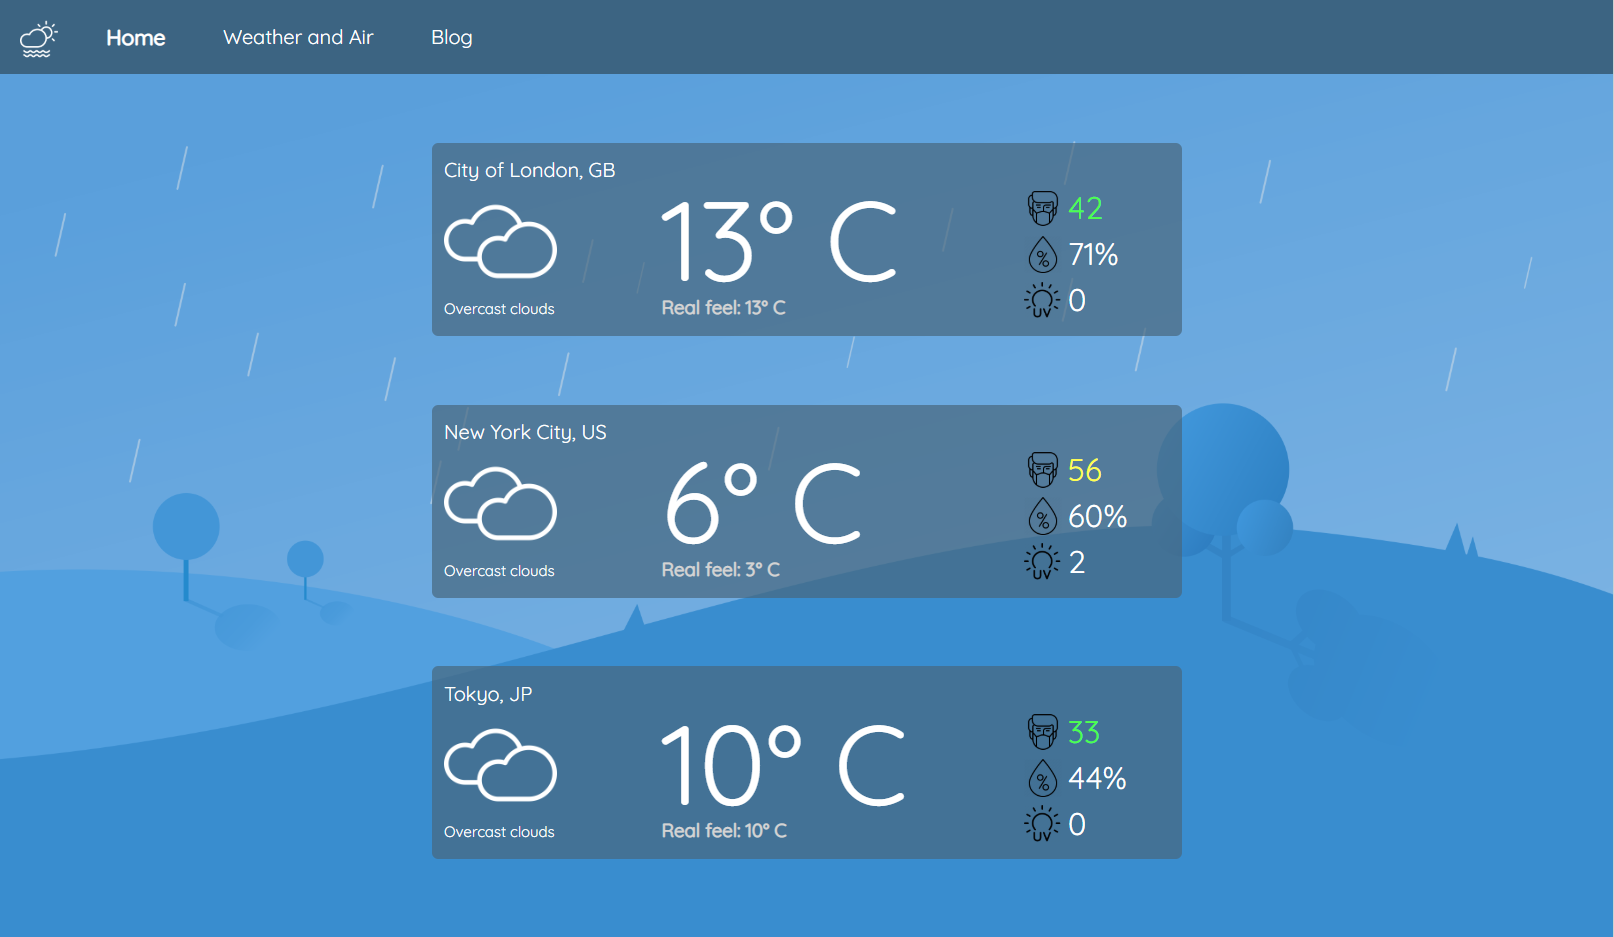 Home Weather and Air Blog
City of London, GB
13° C
Overcast clouds
Real feel: 13° C
42
% 71%
UV 0
New York City, US
6° C
Overcast clouds
Real feel: 3° C
56
% 60%
UV 2
Tokyo, JP
10° C
Overcast clouds
Real feel: 10° C
33
% 44%
UV 0